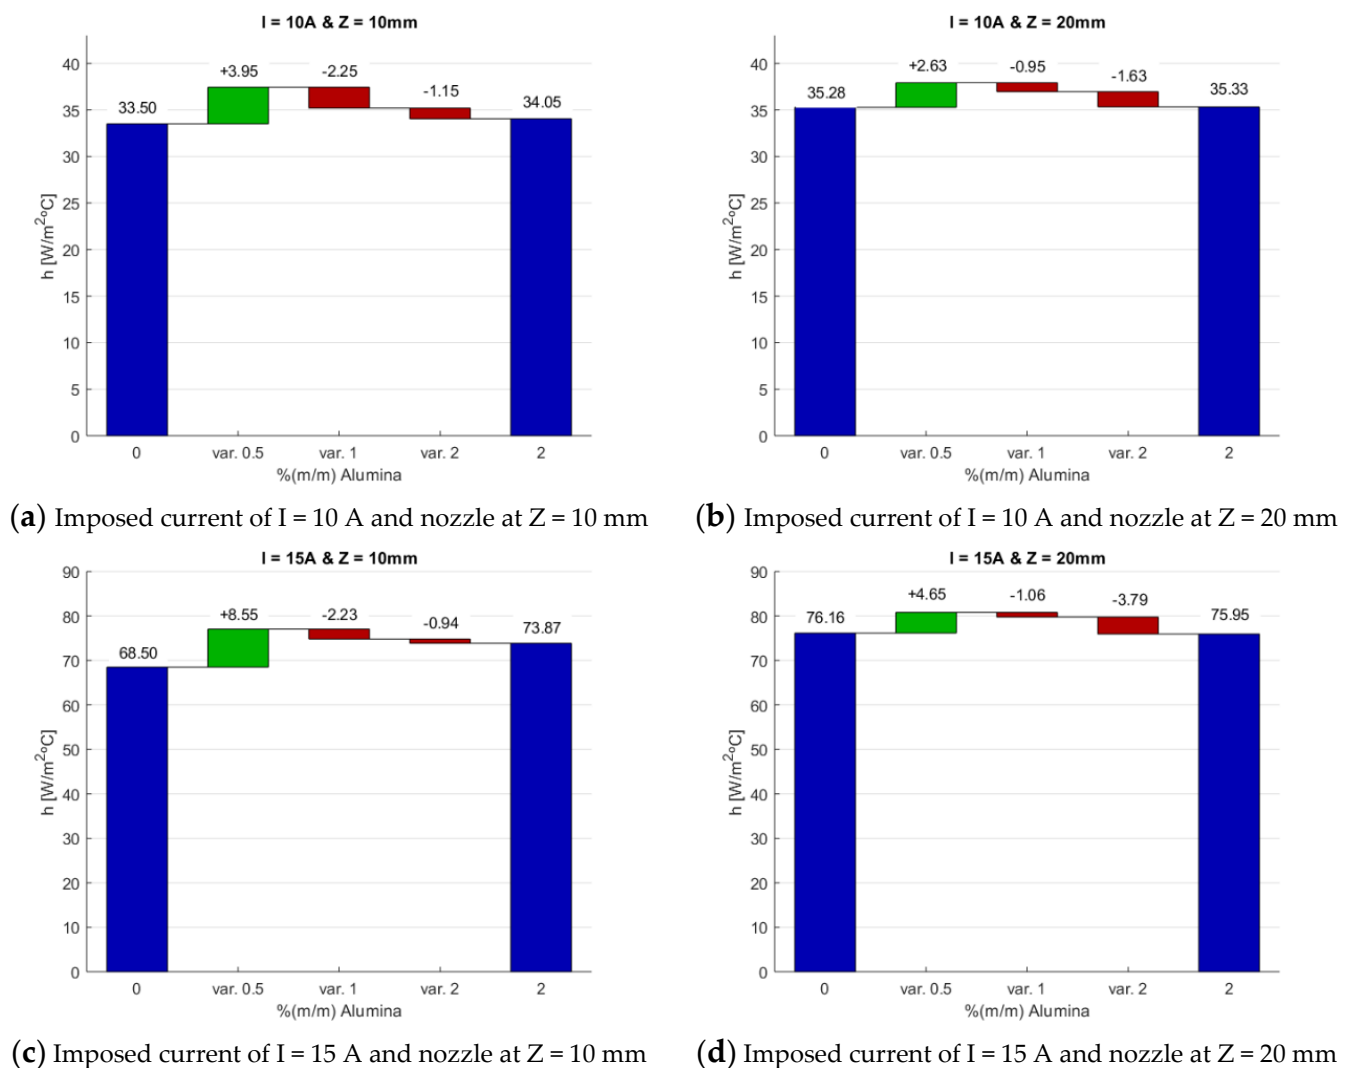 I = 10A & Z = 10mm
h [W/m²ºC]
40
35
30
25
20
15
10
5
0
33.50
+3.95
-2.25
-1.15
34.05
0 var. 0.5 var. 1 var. 2 2
%(m/m) Alumina
(a) Imposed current of I = 10 A and nozzle at Z = 10 mm
I = 10A & Z = 20mm
h [W/m²ºC]
40
35
30
25
20
15
10
5
0
35.28
+2.63
-0.95
-1.63
35.33
0 var. 0.5 var. 1 var. 2 2
%(m/m) Alumina
(b) Imposed current of I = 10 A and nozzle at Z = 20 mm
I = 15A & Z = 10mm
h [W/m²ºC]
90
80
70
60
50
40
30
20
10
0
68.50
+8.55
-2.23
-0.94
73.87
0 var. 0.5 var. 1 var. 2 2
%(m/m) Alumina
(c) Imposed current of I = 15 A and nozzle at Z = 10 mm
I = 15A & Z = 20mm
h [W/m²ºC]
90
80
70
60
50
40
30
20
10
0
76.16
+4.65
-1.06
-3.79
75.95
0 var. 0.5 var. 1 var. 2 2
%(m/m) Alumina
(d) Imposed current of I = 15 A and nozzle at Z = 20 mm